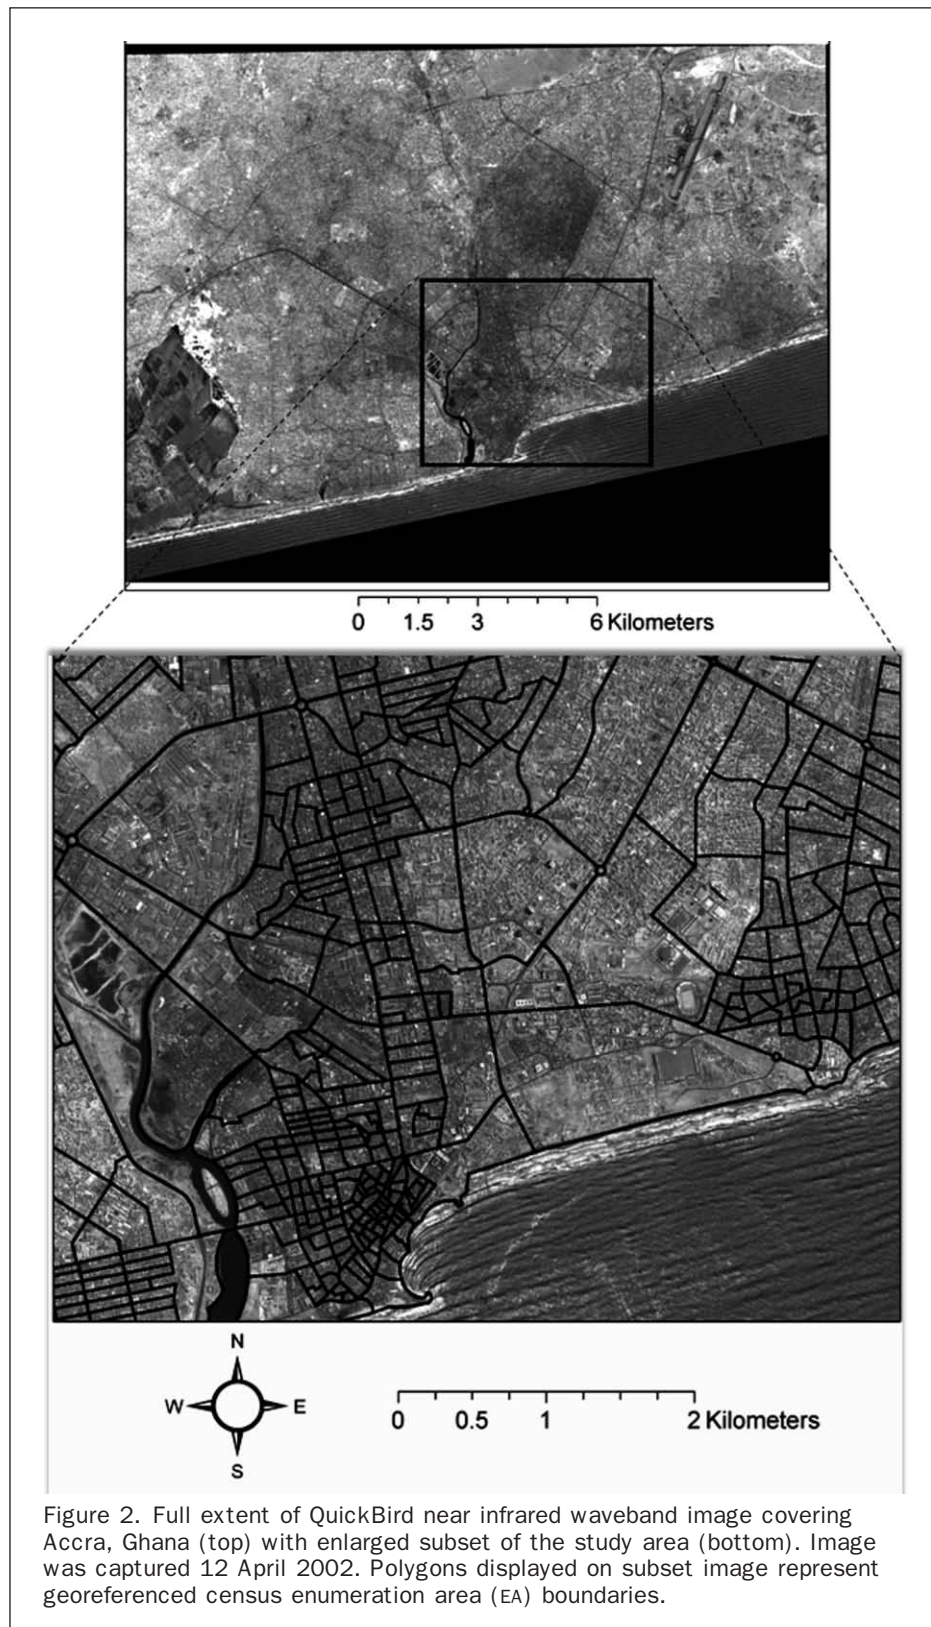 0 1.5 3 6 Kilometers
N
W E
S
0 0.5 1 2 Kilometers
Figure 2. Full extent of QuickBird near infrared waveband image covering
Accra, Ghana (top) with enlarged subset of the study area (bottom). Image
was captured 12 April 2002. Polygons displayed on subset image represent
georeferenced census enumeration area (EA) boundaries.